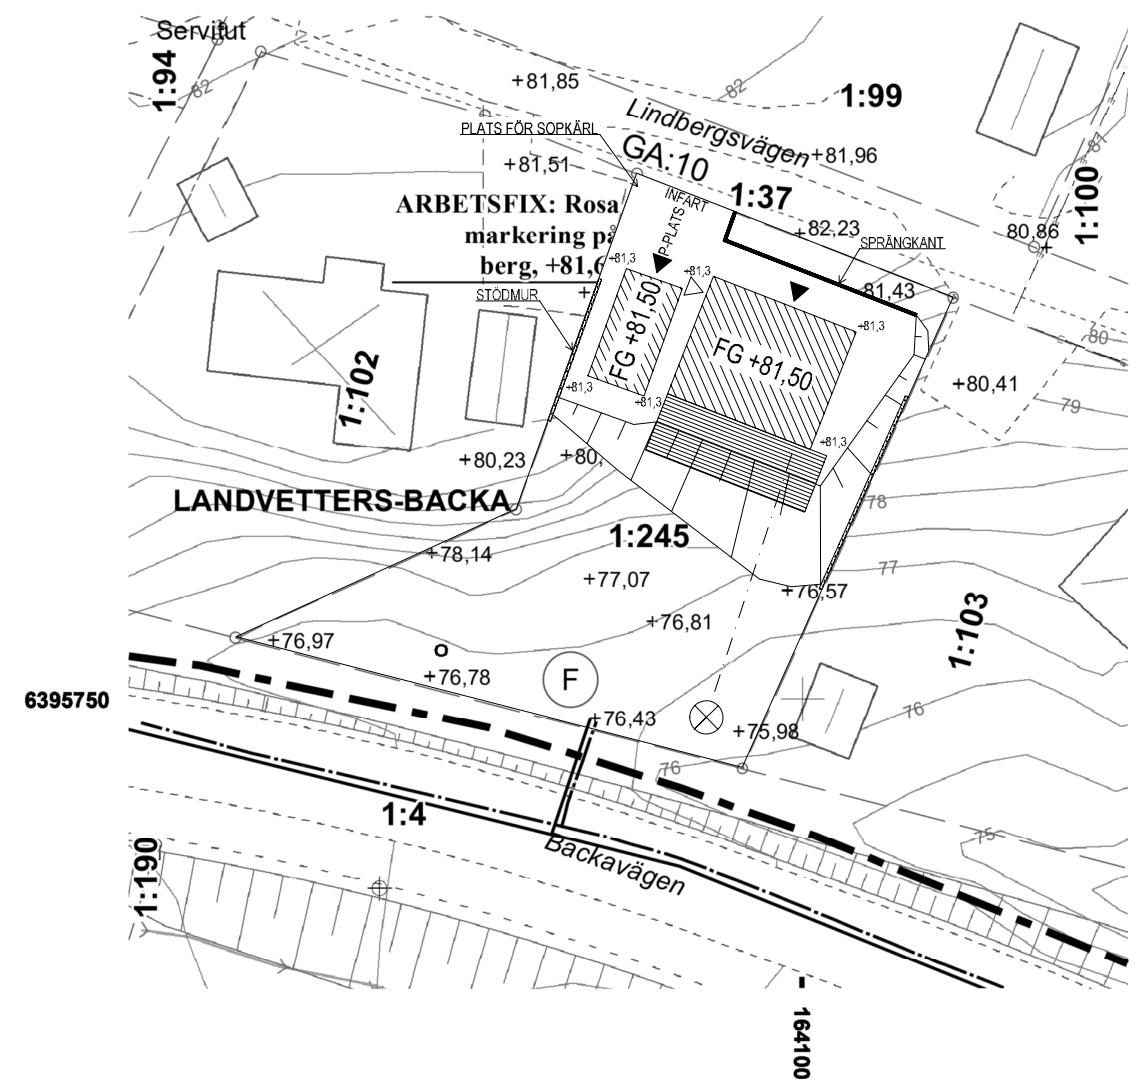 Servitut
1:94
82
+81,85
82
1:99
Lindbergsvägen
PLATS FÖR SOPKÄRL
GA:10
+81,96
+81,51
1:37
1:100
INFART
P-PLATS
ARBETSFIX: Rosa
markering på
berg, +81,6
+82,23
80,86
+
SPRÄNGKANT
+81,3
+81,3
STÖDMUR
+
81,43
FG +81,50
FG +81,50
+81,3
80
1:102
+80,41
79
+81,3
+81,3
+81,3
+80,23
+80,
LANDVETTERS-BACKA
78
1:245
+78,14
+77,07
77
+76,57
+76,81
1:103
+76,97
+76,78
F
6395750
+76,43
+75,98
76
76
1:4
75
Backavägen
1:190
164100